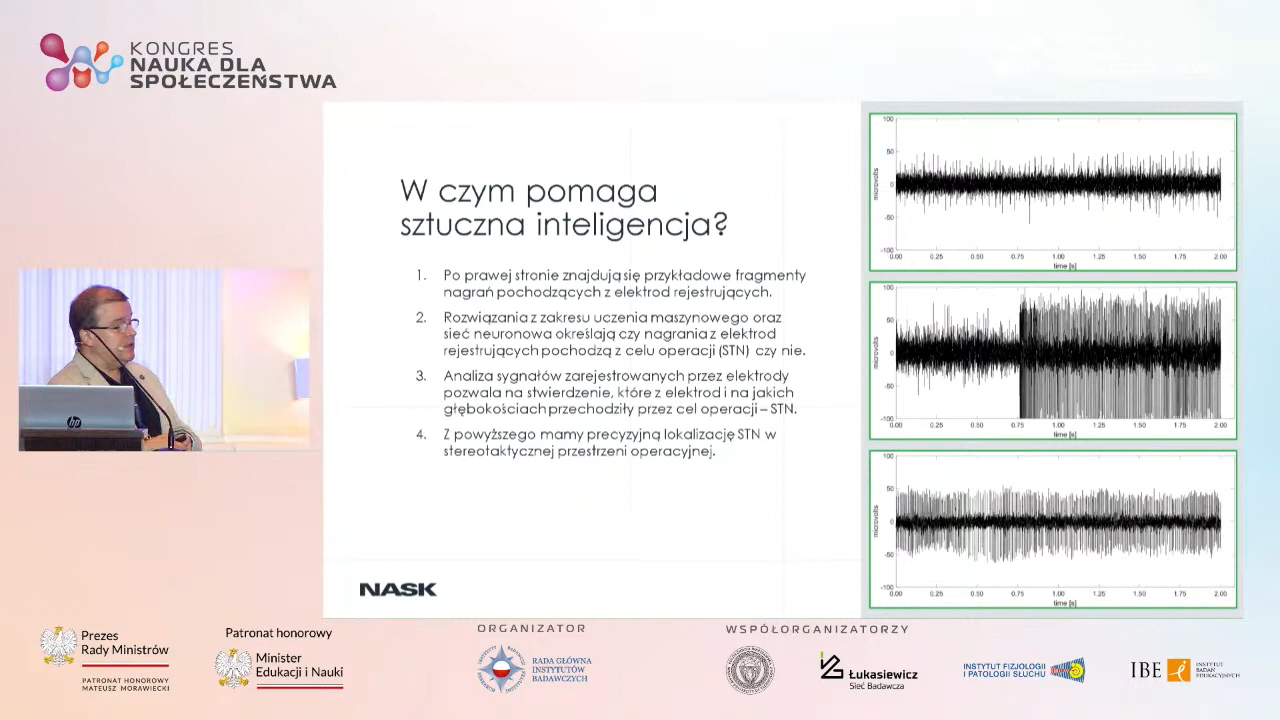 KONGRES
NAUKA DLA
SPOŁECZEŃSTWA
W czym pomaga
sztuczna inteligencja?
1. Po prawej stronie znajdują się przykładowe fragmenty
nagrań pochodzących z elektrod rejestrujących.
2. Rozwiązania z zakresu uczenia maszynowego oraz
sieć neuronowa określają czy nagrania z elektrod
rejestrujących pochodzą z celu operacji (STN) czy nie.
3. Analiza sygnałów zarejestrowanych przez elektrody
pozwala na stwierdzenie, które z elektrod i na jakich
głębokościach przechodziły przez cel operacji – STN.
4. Z powyższego mamy precyzyjną lokalizację STN w
stereotaktycznej przestrzeni operacyjnej.
NASK
100
50
0
-50
-100
microvolts
0.00 0.25 0.50 0.75 1.00 1.25 1.50 1.75 2.00
time [s]
100
50
0
-50
-100
microvolts
0.00 0.25 0.50 0.75 1.00 1.25 1.50 1.75 2.00
time [s]
100
50
0
-50
-100
microvolts
0.00 0.25 0.50 0.75 1.00 1.25 1.50 1.75 2.00
time [s]
hp
Prezes
Rady Ministrów
PATRONAT HONOROWY
MATEUSZ MORAWIECKI
Patronat honorowy
Minister
Edukacji i Nauki
ORGANIZATOR
RADA GŁÓWNA
INSTYTUTÓW
BADAWCZYCH
WSPÓŁORGANIZATORZY
Łukasiewicz
Sieć Badawcza
INSTYTUT FIZJOLOGII
I PATOLOGII SŁUCHU
IBE
INSTYTUT
BADAŃ
EDUKACYJNYCH